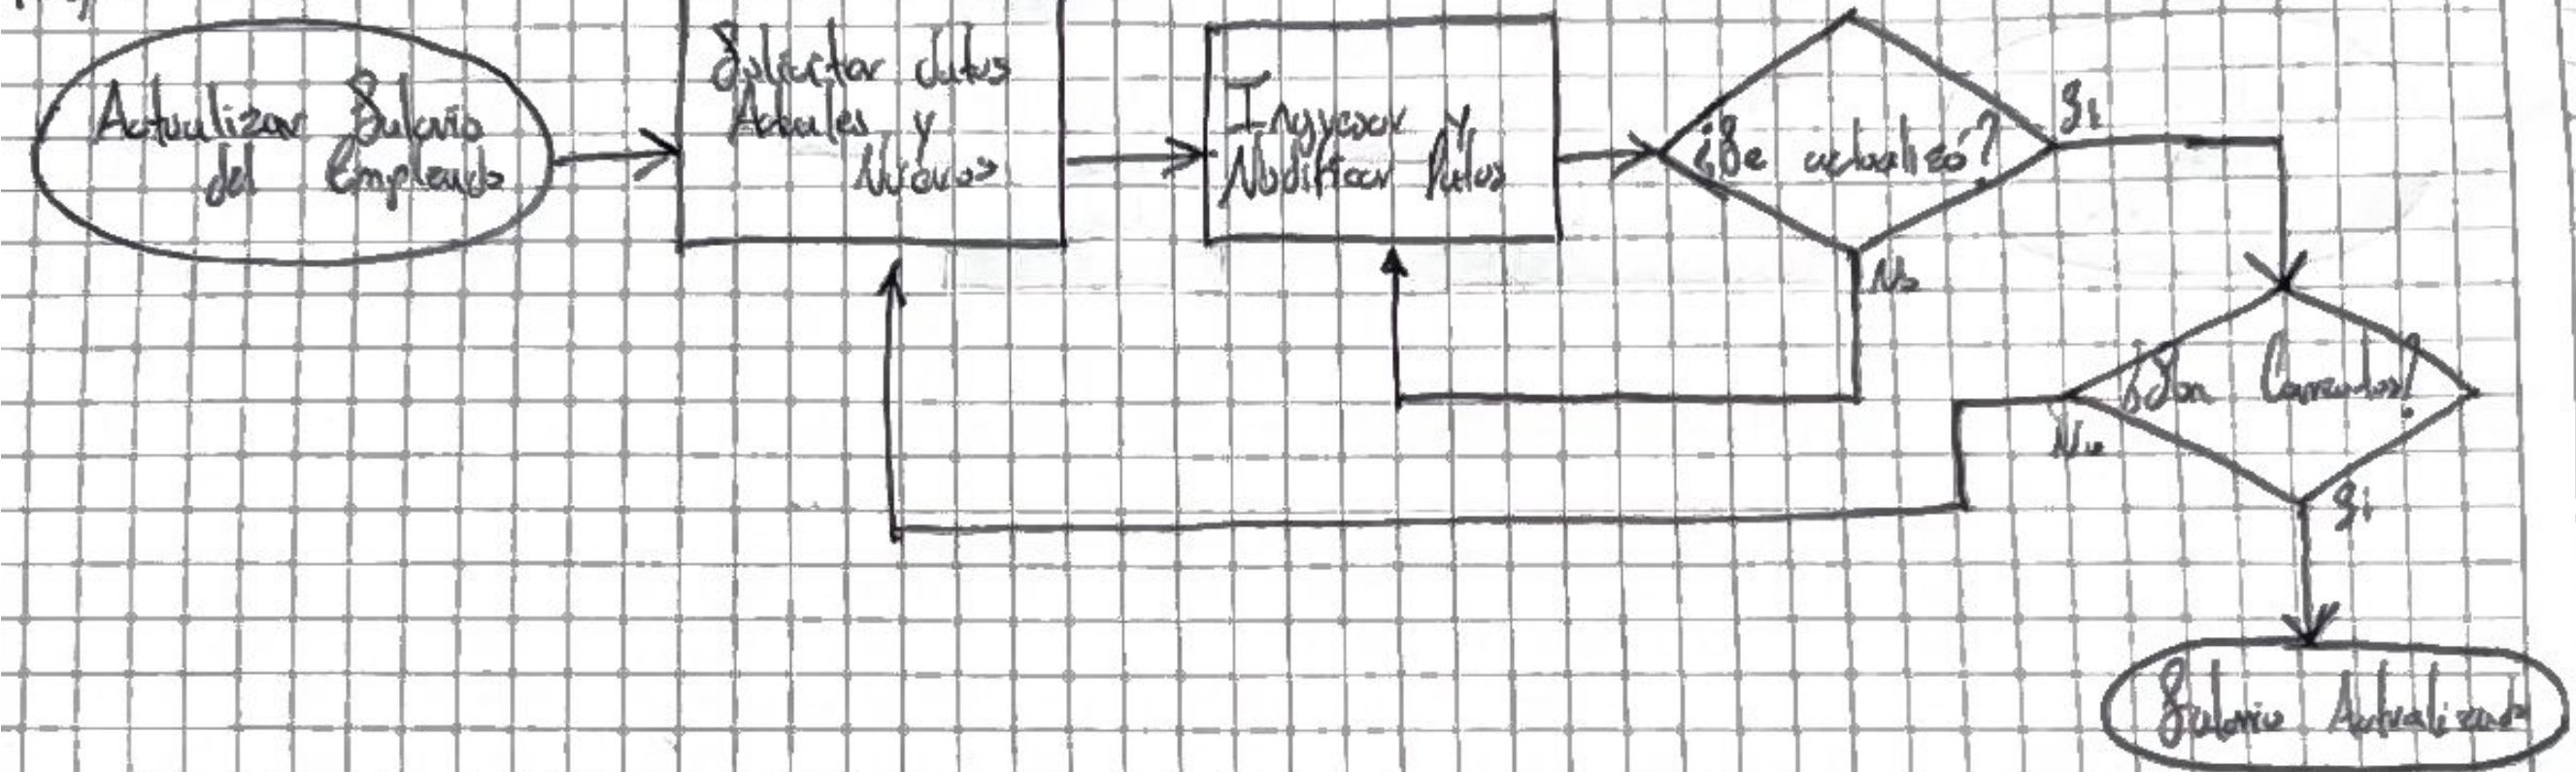 Actualizar Salario
del Empleado
Solicitar datos
Actuales y
Nuevos
Ingresar y
Modificar Datos
¿Se actualizó?
Si
No
¿Son
No
Si
Salario Actualizado